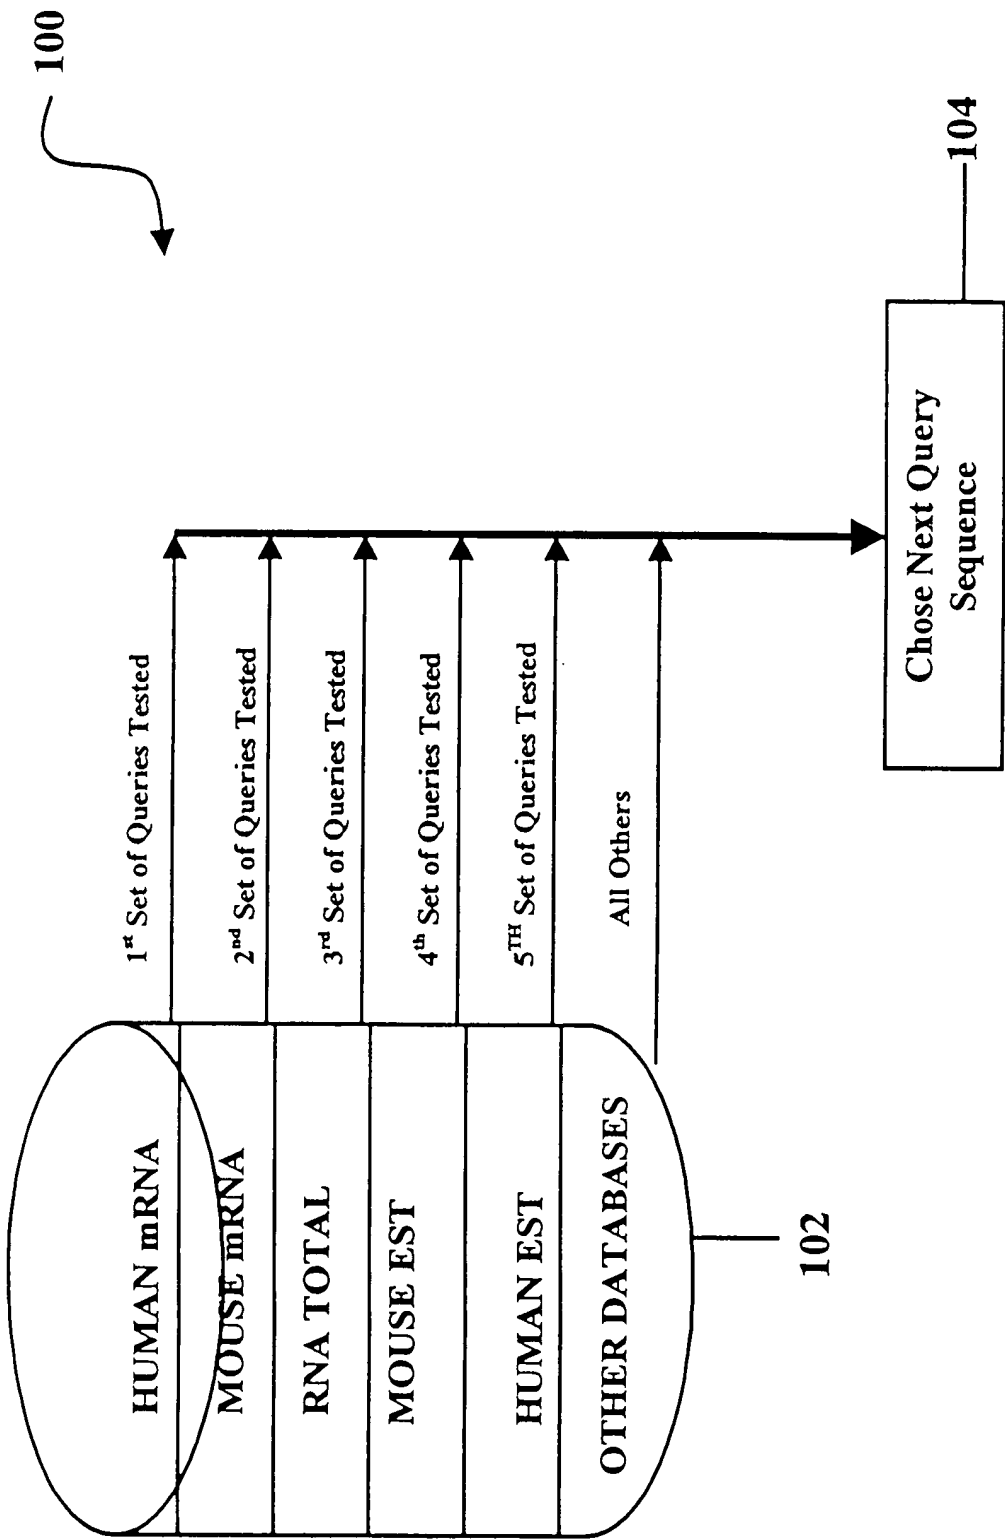 100
HUMAN mRNA
1st Set of Queries Tested
MOUSE mRNA
2nd Set of Queries Tested
RNA TOTAL
3rd Set of Queries Tested
MOUSE EST
4th Set of Queries Tested
HUMAN EST
5TH Set of Queries Tested
OTHER DATABASES
All Others
102
Chose Next Query
Sequence
104